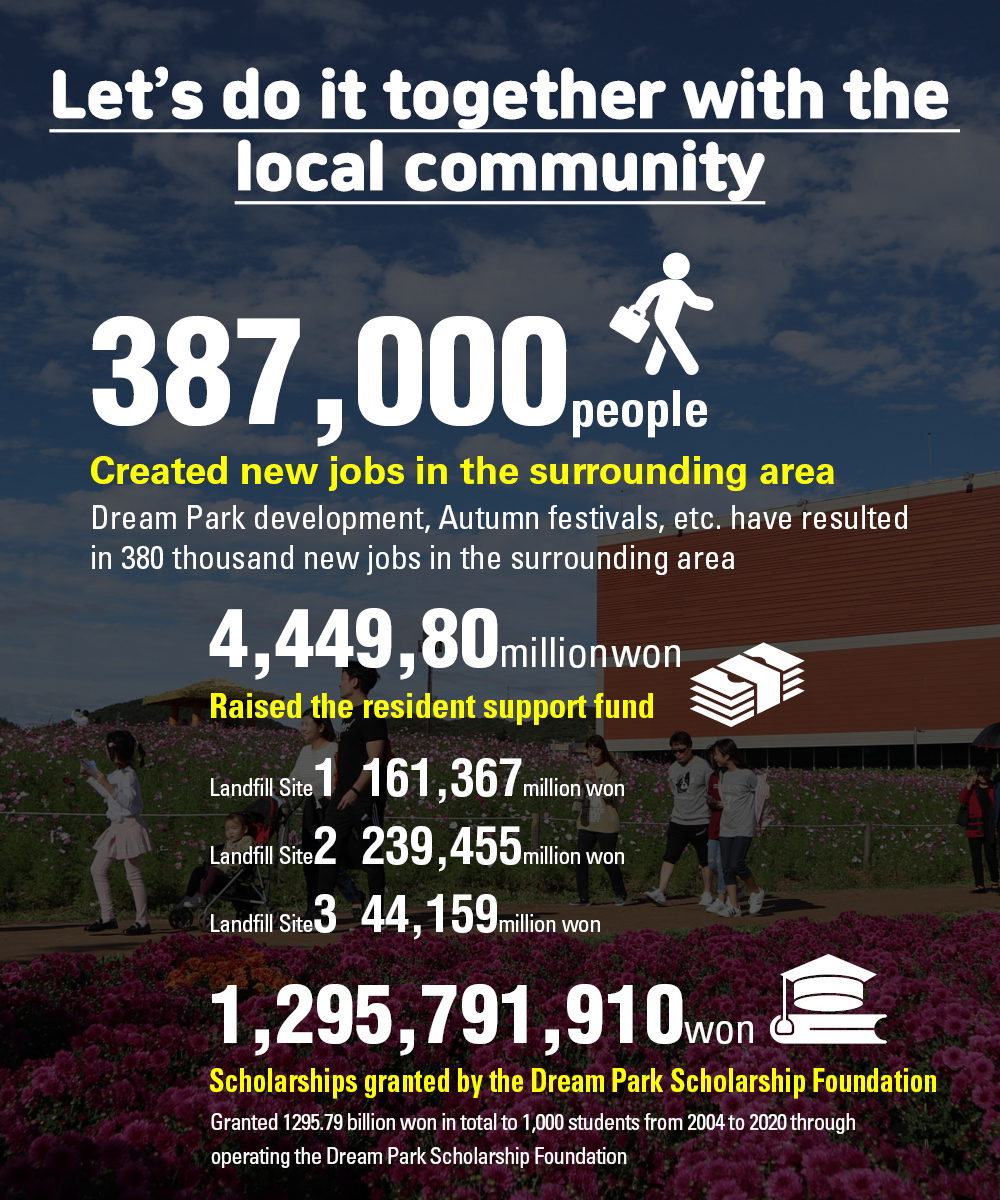 Let's do it together with the
local community
387,000people
Created new jobs in the surrounding area
Dream Park development, Autumn festivals, etc. have resulted
in 380 thousand new jobs in the surrounding area
4,449,80millionwon
Raised the resident support fund
Landfill Site1 161,367million won
Landfill Site2 239,455million won
Landfill Site3 44,159million won
1,295,791,910won
Scholarships granted by the Dream Park Scholarship Foundation
Granted 1295.79 billion won in total to 1,000 students from 2004 to 2020 through
operating the Dream Park Scholarship Foundation